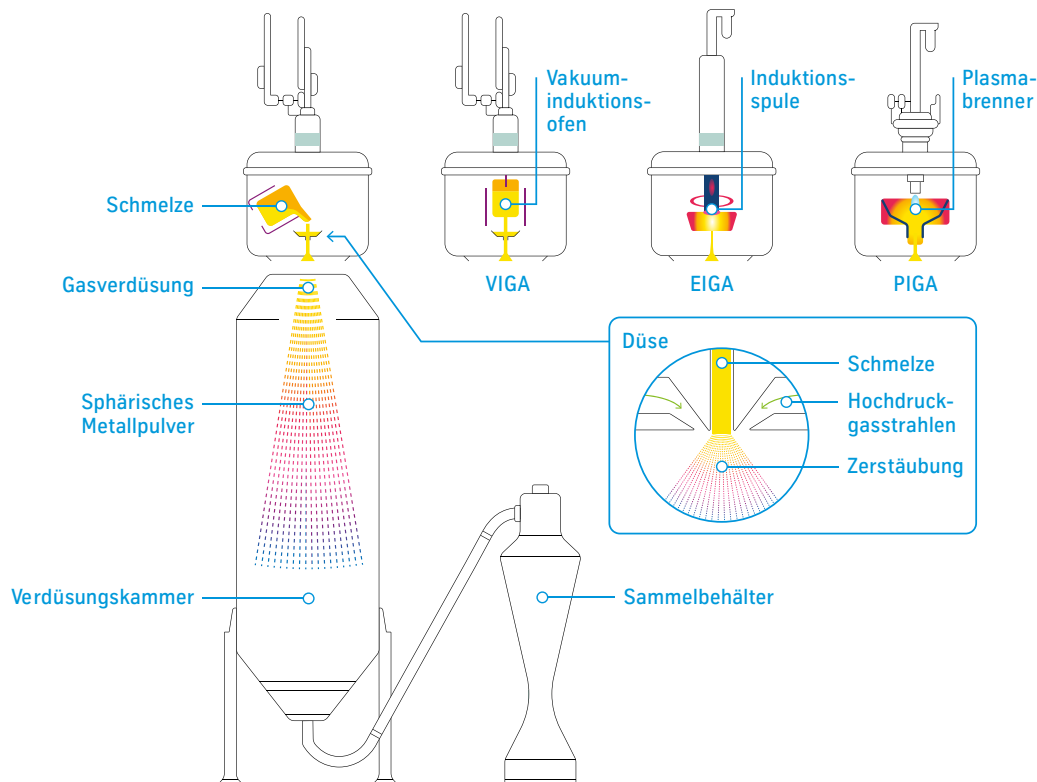 Vakuum-
induktions-
ofen
Induktions-
spule
Plasma-
brenner
Schmelze
Gasverdüsung
VIGA
EIGA
PIGA
Düse
Schmelze
Hochdruck-
gasstrahlen
Zerstäubung
Sphärisches
Metallpulver
Verdüsungskammer
Sammelbehälter